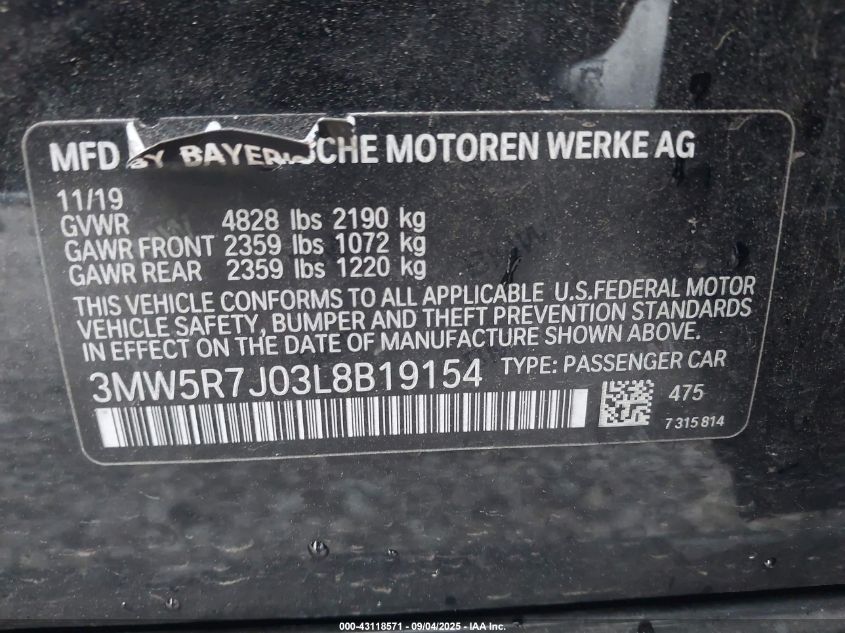 MFD BY BAYERISCHE MOTOREN WERKE AG
11/19
GVWR 4828 lbs 2190 kg
GAWR FRONT 2359 lbs 1072 kg
GAWR REAR 2359 lbs 1220 kg
THIS VEHICLE CONFORMS TO ALL APPLICABLE U.S.FEDERAL MOTOR
VEHICLE SAFETY, BUMPER AND THEFT PREVENTION STANDARDS
IN EFFECT ON THE DATE OF MANUFACTURE SHOWN ABOVE.
3MW5R7J03L8B19154 TYPE: PASSENGER CAR
475
7 315 814
000-43118571 - 09/04/2025 - IAA Inc.